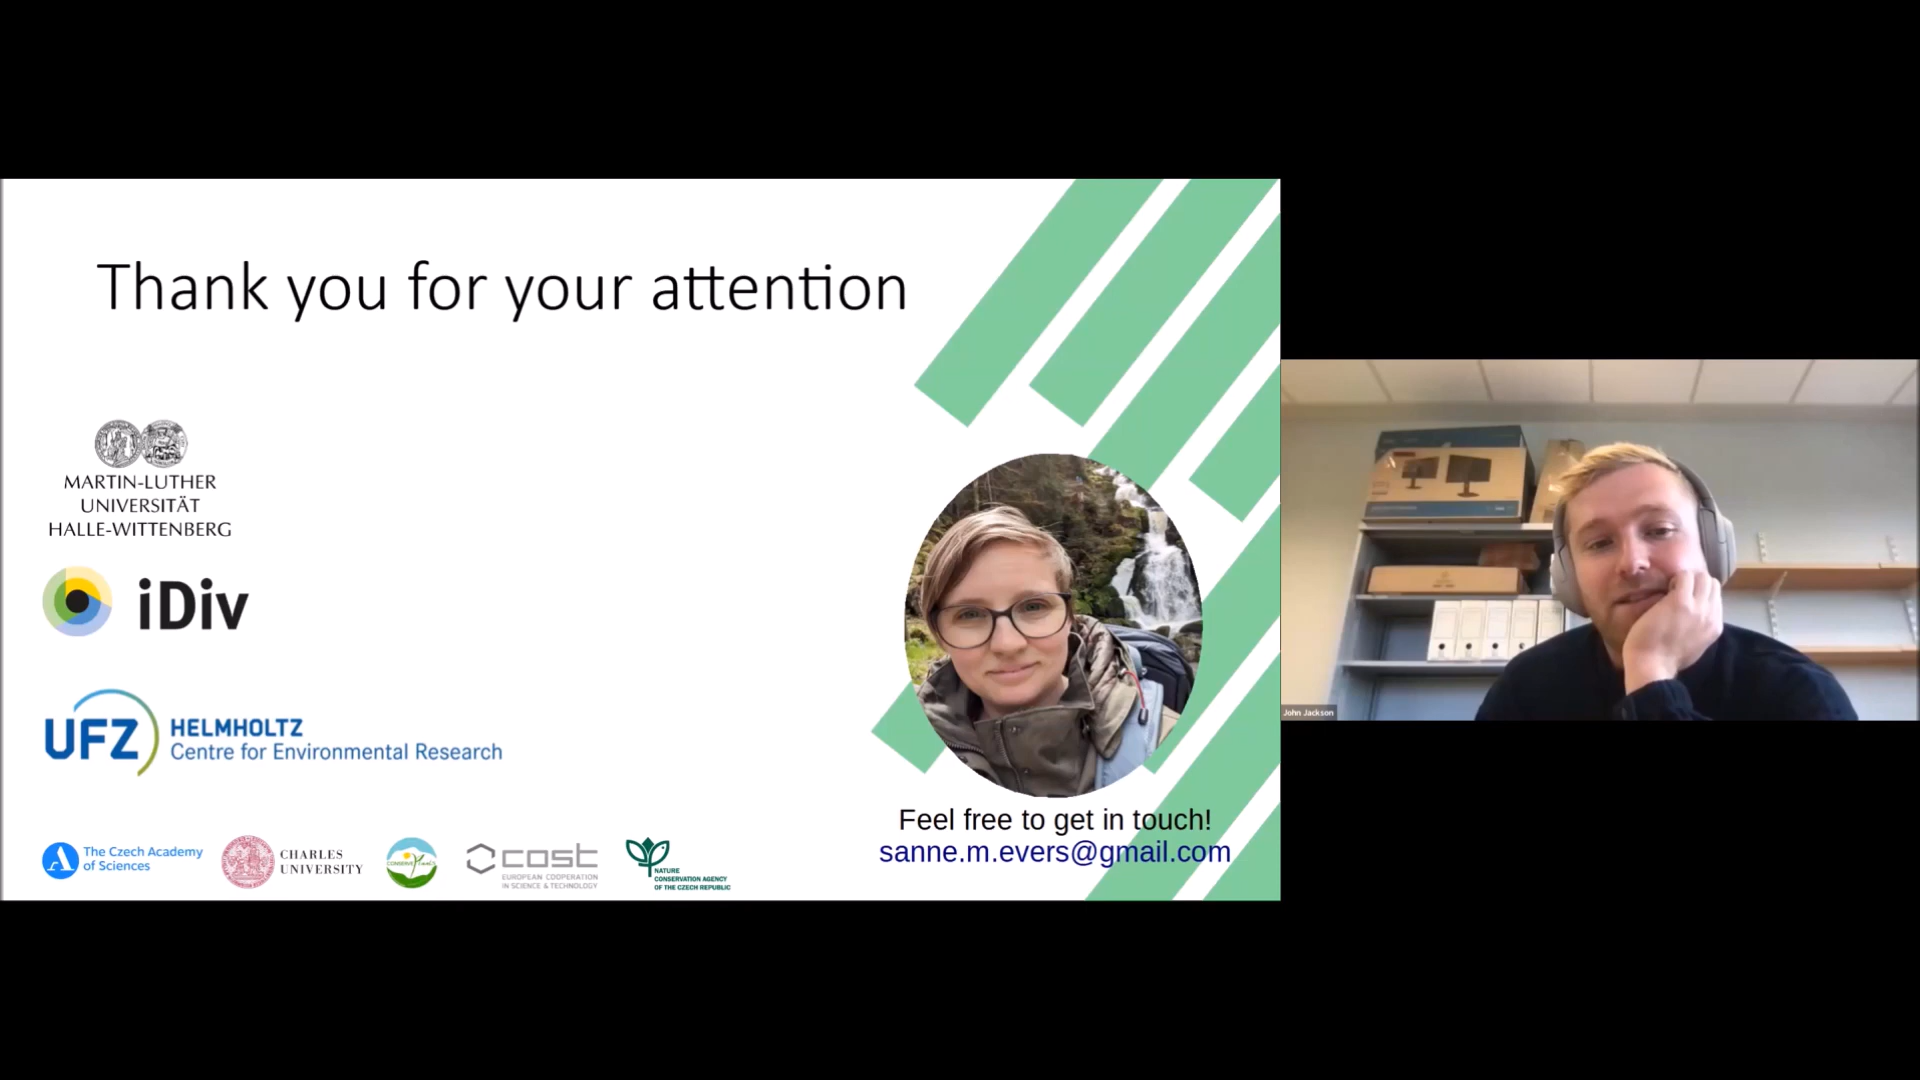 Thank you for your attention
MARTIN-LUTHER
UNIVERSITÄT
HALLE-WITTENBERG
iDiv
UFZ
HELMHOLTZ
Centre for Environmental Research
The Czech Academy
of Sciences
CHARLES
UNIVERSITY
CONSERVE
cost
EUROPEAN COOPERATION
IN SCIENCE & TECHNOLOGY
NATURE
CONSERVATION AGENCY
OF THE CZECH REPUBLIC
Feel free to get in touch!
sanne.m.evers@gmail.com
John Jackson